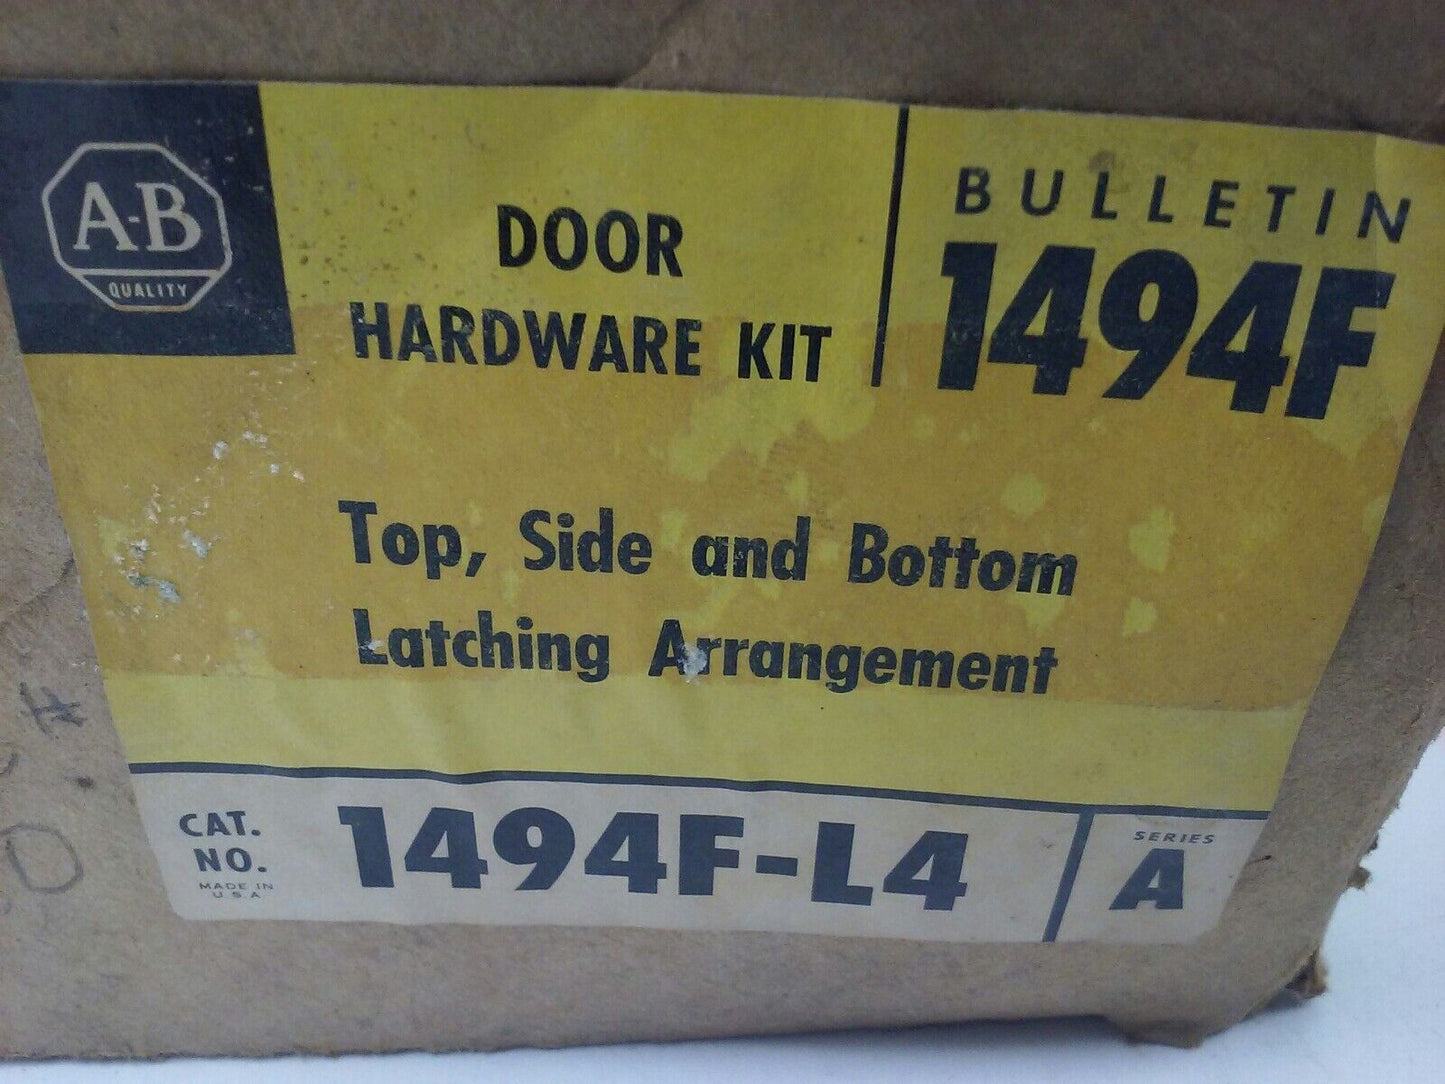 A-B
QUALITY
DOOR
HARDWARE KIT
BULLETIN
1494F
Top, Side and Bottom
Latching Arrangement
CAT.
NO.
MADE IN
U.S.A
1494F-L4
SERIES
A